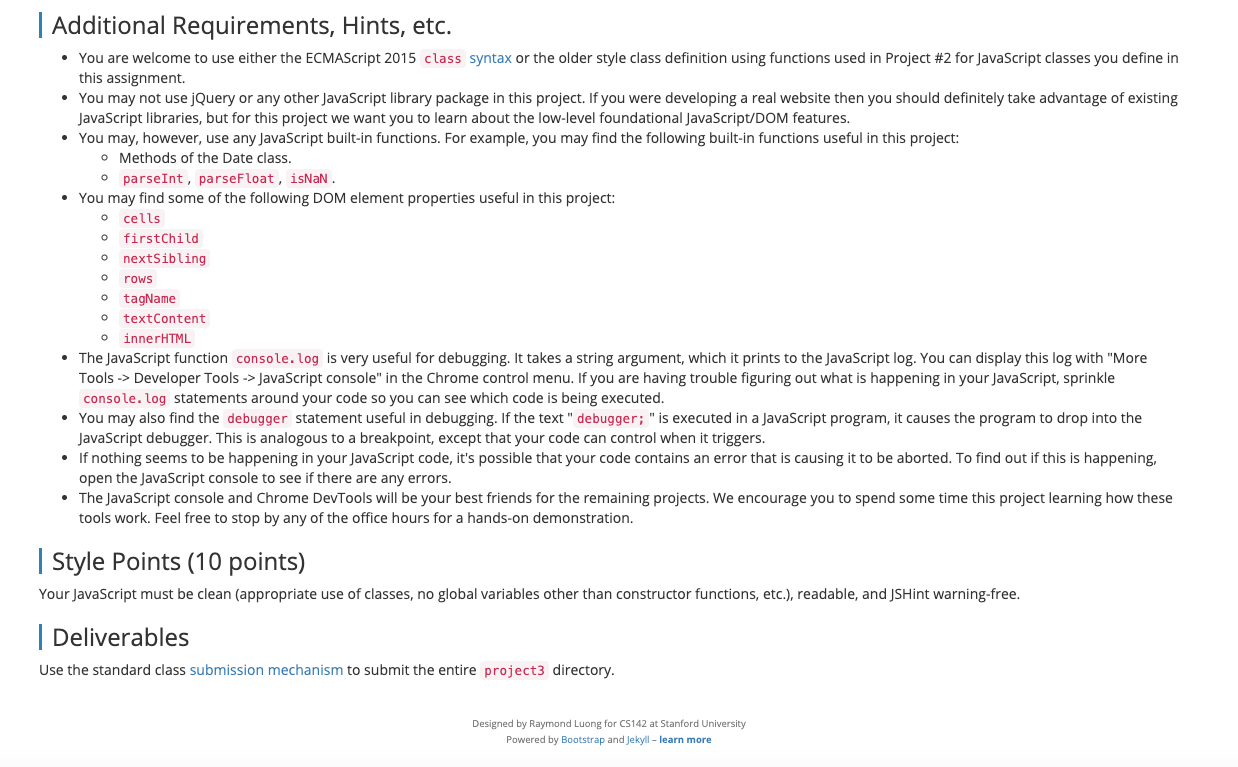 Additional Requirements, Hints, etc.
• You are welcome to use either the ECMAScript 2015 class syntax or the older style class definition using functions used in Project #2 for JavaScript classes you define in
this assignment.
• You may not use jQuery or any other JavaScript library package in this project. If you were developing a real website then you should definitely take advantage of existing
JavaScript libraries, but for this project we want you to learn about the low-level foundational JavaScript/DOM features.
• You may, however, use any JavaScript built-in functions. For example, you may find the following built-in functions useful in this project:
◦ Methods of the Date class.
◦ parseInt, parseFloat, isNaN.
• You may find some of the following DOM element properties useful in this project:
◦ cells
◦ firstChild
◦ nextSibling
◦ rows
◦ tagName
◦ textContent
◦ innerHTML
• The JavaScript function console.log is very useful for debugging. It takes a string argument, which it prints to the JavaScript log. You can display this log with "More
Tools -> Developer Tools -> JavaScript console" in the Chrome control menu. If you are having trouble figuring out what is happening in your JavaScript, sprinkle
console.log statements around your code so you can see which code is being executed.
• You may also find the debugger statement useful in debugging. If the text "debugger;" is executed in a JavaScript program, it causes the program to drop into the
JavaScript debugger. This is analogous to a breakpoint, except that your code can control when it triggers.
• If nothing seems to be happening in your JavaScript code, it's possible that your code contains an error that is causing it to be aborted. To find out if this is happening,
open the JavaScript console to see if there are any errors.
• The JavaScript console and Chrome DevTools will be your best friends for the remaining projects. We encourage you to spend some time this project learning how these
tools work. Feel free to stop by any of the office hours for a hands-on demonstration.
Style Points (10 points)
Your JavaScript must be clean (appropriate use of classes, no global variables other than constructor functions, etc.), readable, and JSHint warning-free.
Deliverables
Use the standard class submission mechanism to submit the entire project3 directory.
Designed by Raymond Luong for CS142 at Stanford University
Powered by Bootstrap and Jekyll – learn more